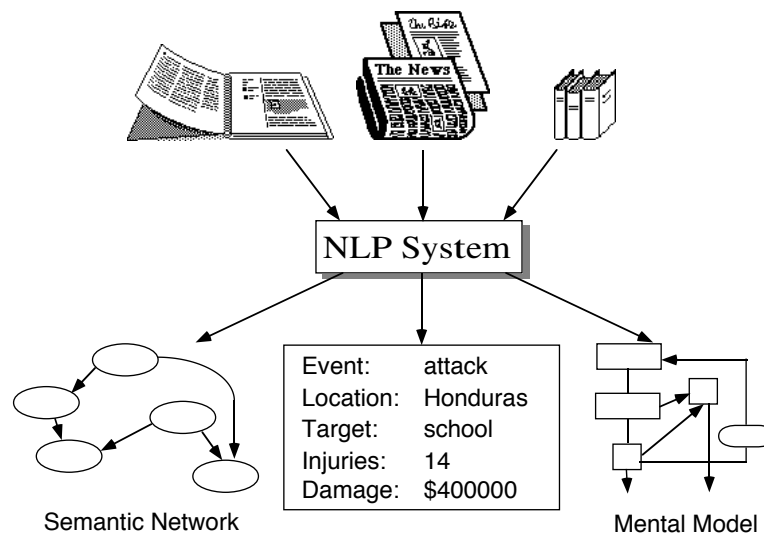 The News
NLP System
Event: attack
Location: Honduras
Target: school
Injuries: 14
Damage: $400000
Semantic Network
Mental Model